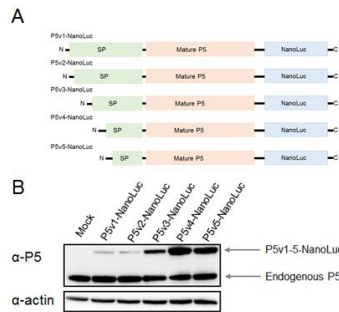 A
P5v1-NanoLuc
N SP Mature P5 NanoLuc C
P5v2-NanoLuc
N SP Mature P5 NanoLuc C
P5v3-NanoLuc
N SP Mature P5 NanoLuc C
P5v4-NanoLuc
N SP Mature P5 NanoLuc C
P5v5-NanoLuc
N SP Mature P5 NanoLuc C
B
Mock
P5v1-NanoLuc
P5v2-NanoLuc
P5v3-NanoLuc
P5v4-NanoLuc
P5v5-NanoLuc
α-P5
P5v1-5-NanoLuc
Endogenous P5
α-actin